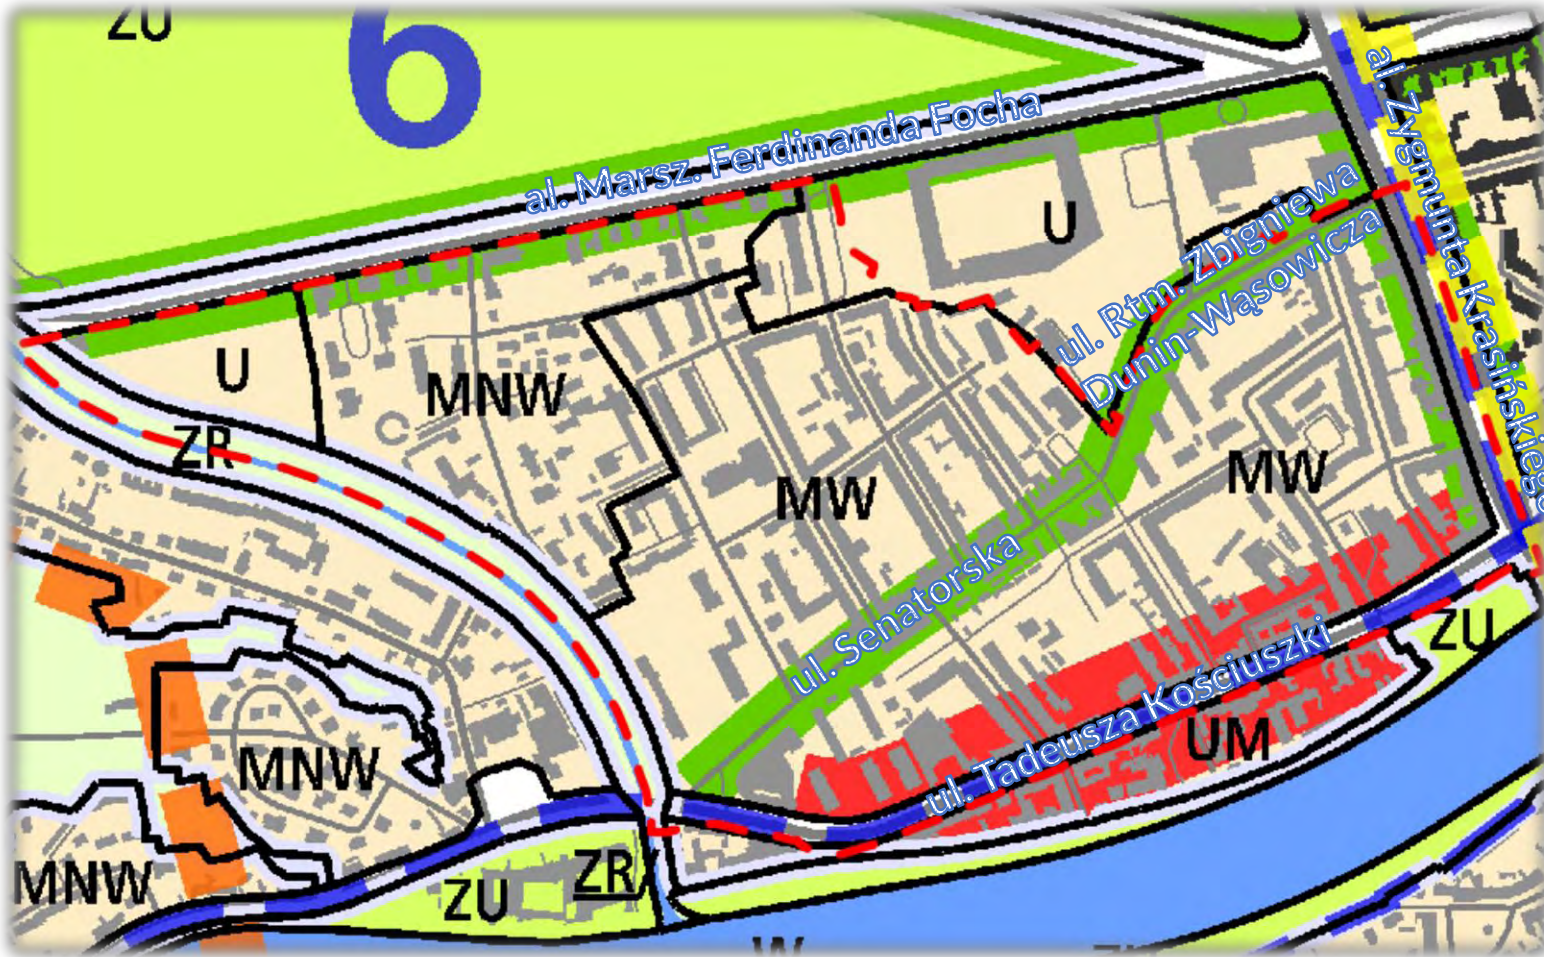 ZU
6
al. Marsz. Ferdinanda Focha
al. Zygmunta Krasińskiego
U
ul. Rtm. Zbigniewa
Dunin-Wąsowicza
U
MNW
ZR
MW
MW
ul. Senatorska
ZU
ul. Tadeusza Kościuszki
UM
MNW
MNW
ZR
ZU
W